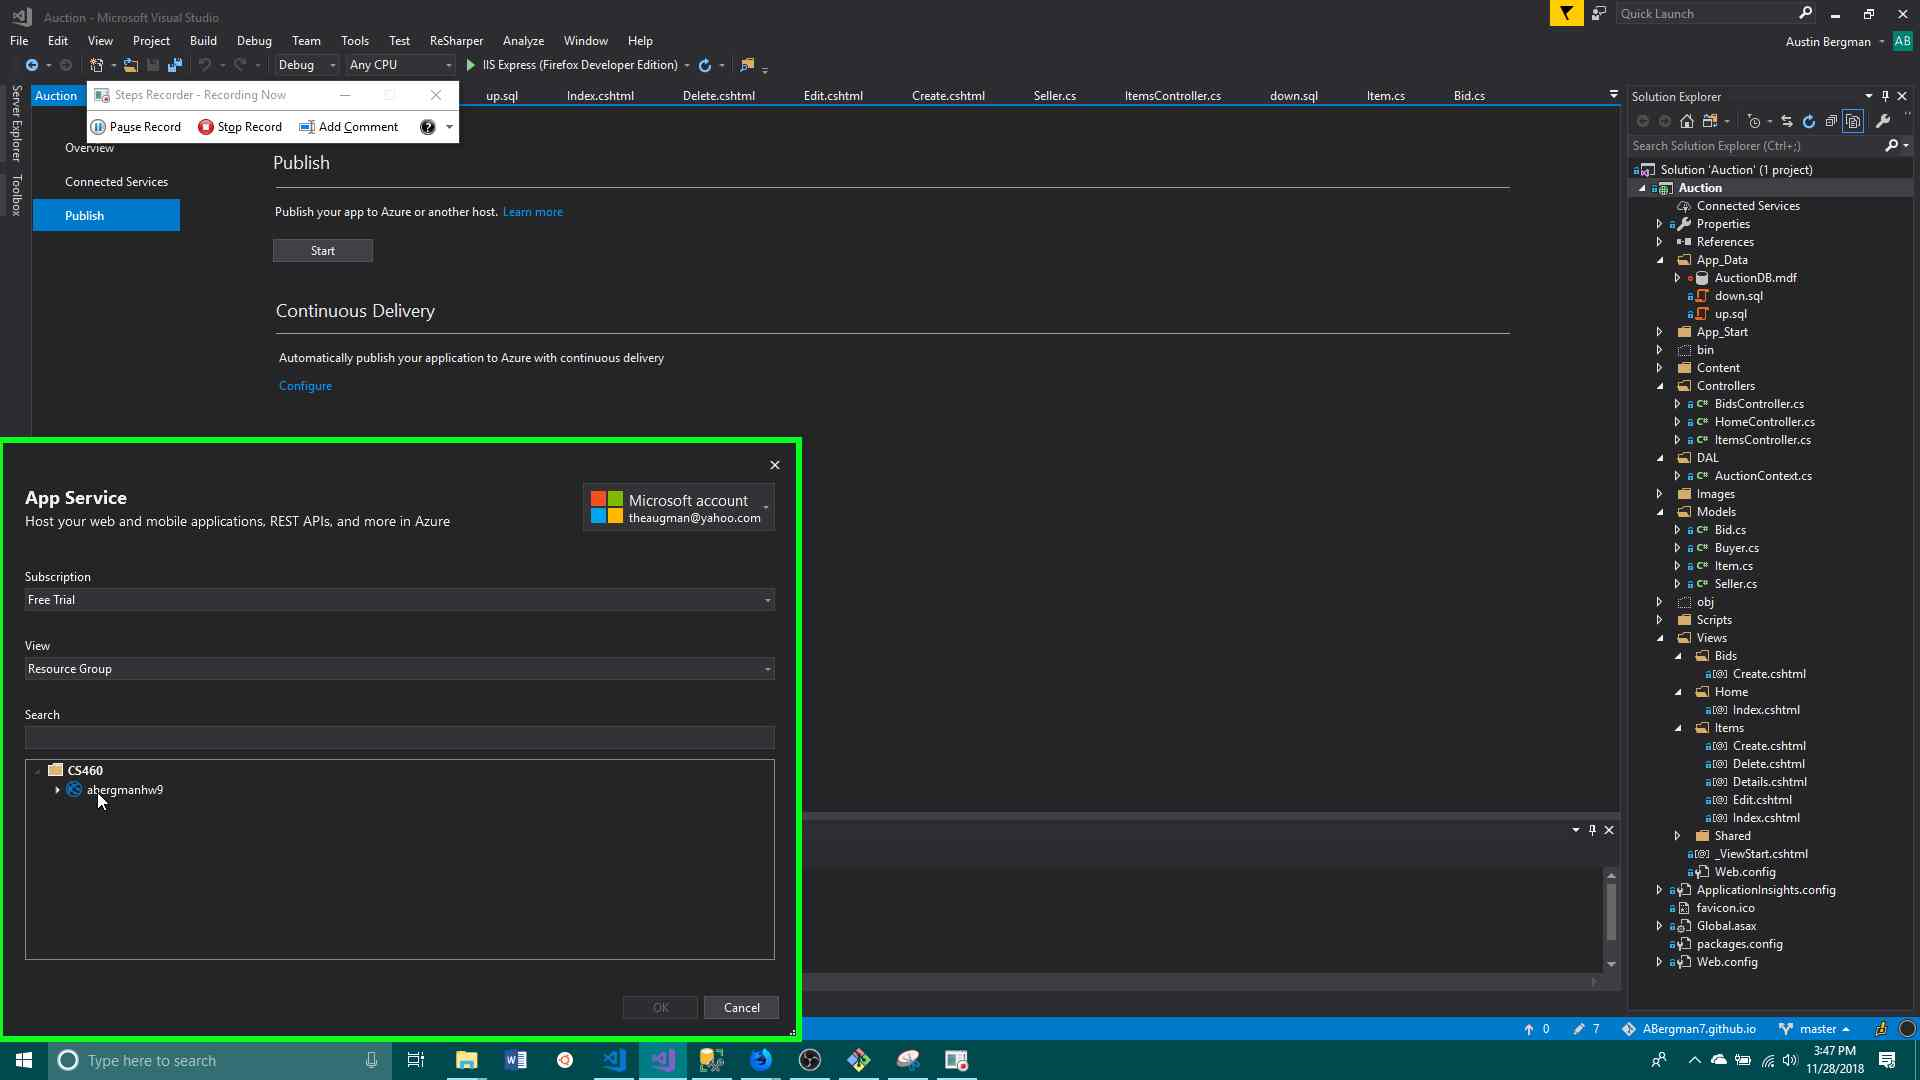 Auction - Microsoft Visual Studio
Quick Launch
File Edit View Project Build Debug Team Tools Test ReSharper Analyze Window Help
Austin Bergman AB
Debug Any CPU IIS Express (Firefox Developer Edition)
Server Explorer
Toolbox
Auction up.sql Index.cshtml Delete.cshtml Edit.cshtml Create.cshtml Seller.cs ItemsController.cs down.sql Item.cs Bid.cs
Steps Recorder - Recording Now
Pause Record Stop Record Add Comment
Overview
Connected Services
Publish
Publish
Publish your app to Azure or another host. Learn more
Start
Continuous Delivery
Automatically publish your application to Azure with continuous delivery
Configure
App Service
Host your web and mobile applications, REST APIs, and more in Azure
Microsoft account
theaugman@yahoo.com
Subscription
Free Trial
View
Resource Group
Search
CS460
abergmanhw9
OK Cancel
Solution Explorer
Search Solution Explorer (Ctrl+;)
Solution 'Auction' (1 project)
Auction
Connected Services
Properties
References
App_Data
AuctionDB.mdf
down.sql
up.sql
App_Start
bin
Content
Controllers
C# BidsController.cs
C# HomeController.cs
C# ItemsController.cs
DAL
C# AuctionContext.cs
Images
Models
C# Bid.cs
C# Buyer.cs
C# Item.cs
C# Seller.cs
obj
Scripts
Views
Bids
[@] Create.cshtml
Home
[@] Index.cshtml
Items
[@] Create.cshtml
[@] Delete.cshtml
[@] Details.cshtml
[@] Edit.cshtml
[@] Index.cshtml
Shared
[@] _ViewStart.cshtml
Web.config
ApplicationInsights.config
favicon.ico
Global.asax
packages.config
Web.config
0 7 ABergman7.github.io master
Type here to search
3:47 PM
11/28/2018